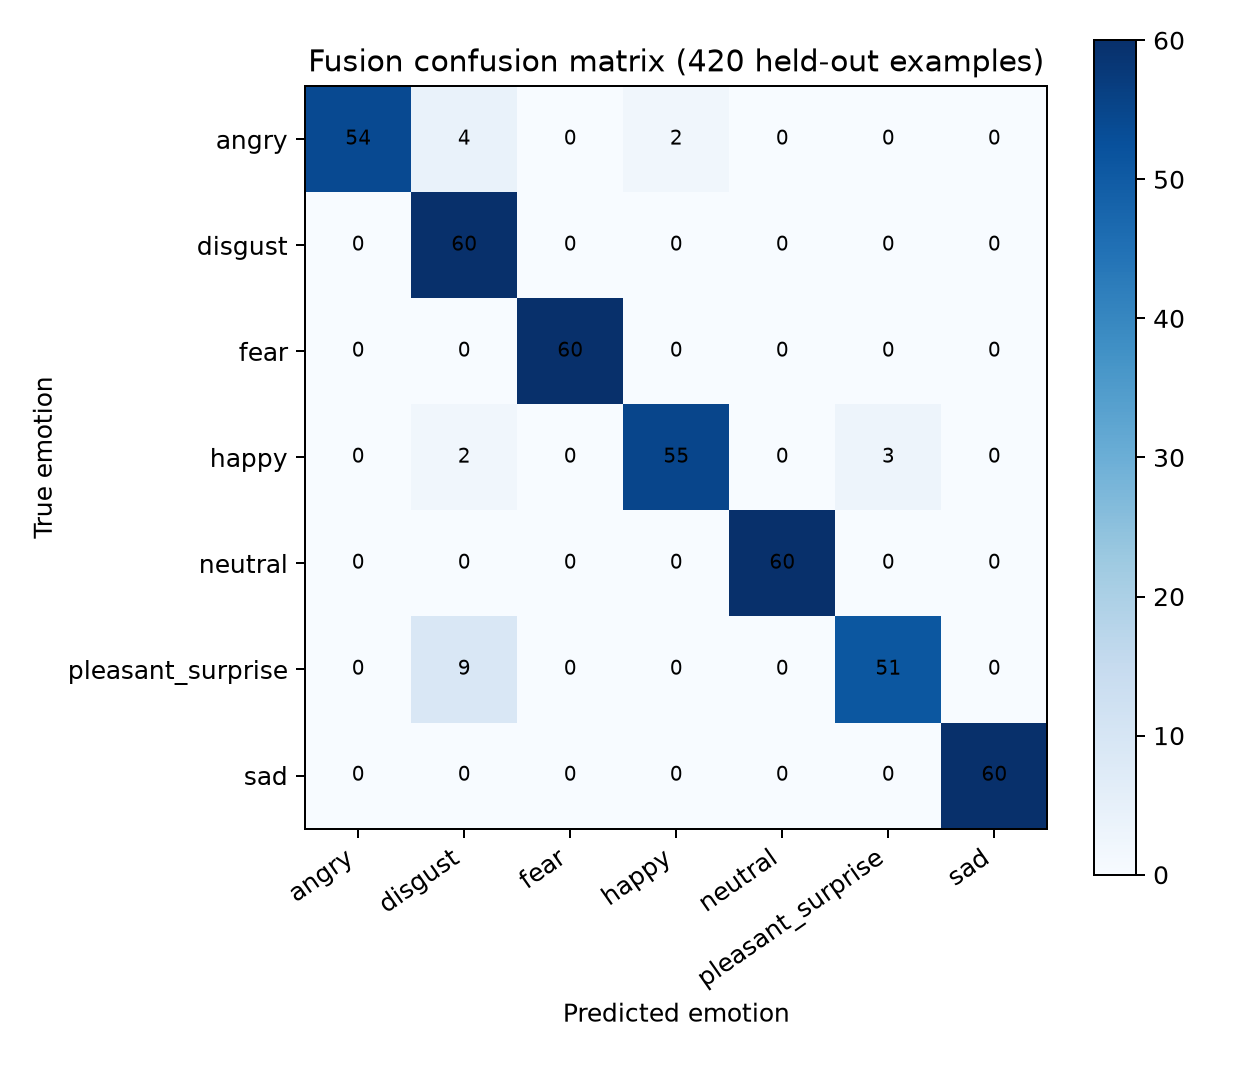 Fusion confusion matrix (420 held-out examples)
60
angry 54 4 0 2 0 0 0
50
disgust 0 60 0 0 0 0 0
40
fear 0 0 60 0 0 0 0
True emotion
happy 0 2 0 55 0 3 0
30
neutral 0 0 0 0 60 0 0
20
pleasant_surprise 0 9 0 0 0 51 0
10
sad 0 0 0 0 0 0 60
0
angry disgust fear happy neutral pleasant_surprise sad
Predicted emotion